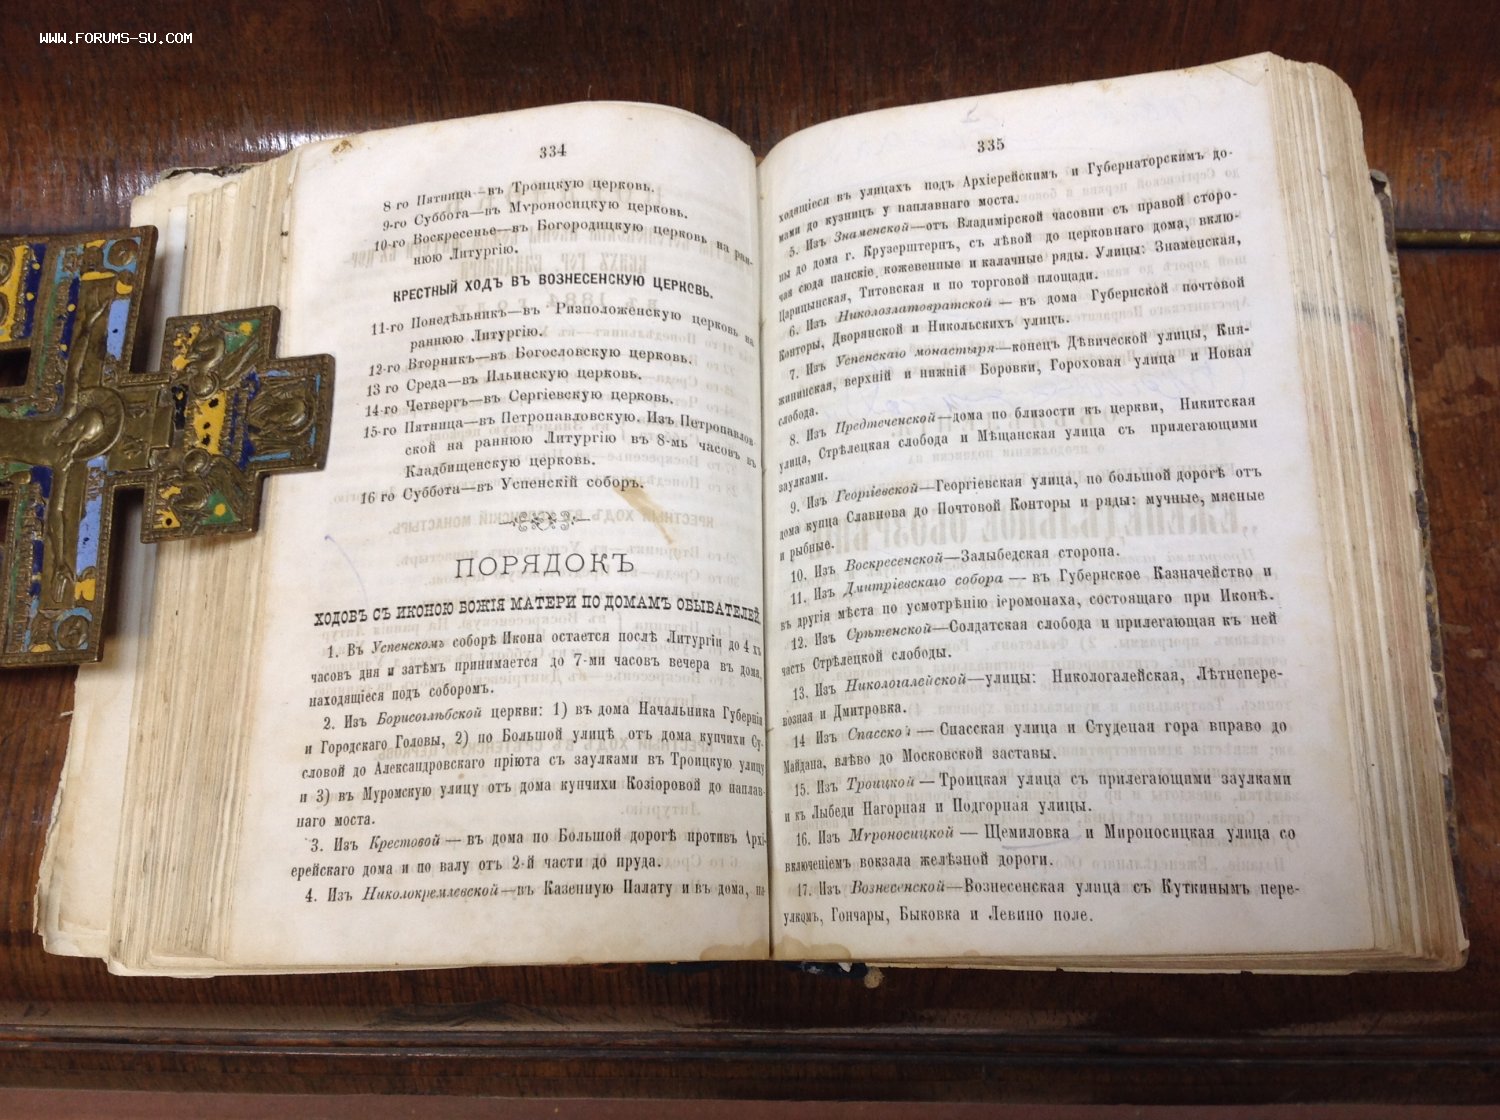 WWW.FORUMS-SU.COM
334
8 го Пятница—въ Троицкую церковь.
9-го Суббота—въ Мѵроносицкую церковь.
10-го Воскресенье—въ Богородицкую церковь на ран-
нюю Литургію.
КРЕСТНЫЙ ХОДЪ ВЪ ВОЗНЕСЕНСКУЮ ЦЕРКОВЬ.
11-го Понедѣльникъ—въ Ризположенскую церковь на
раннюю Литургію.
12-го Вторникъ—въ Богословскую церковь.
13 го Среда—въ Ильинскую церковь.
14-го Четвергъ—въ Сергіевскую церковь.
15-го Пятница—въ Петропавловскую. Изъ Петропавлов
ской на раннюю Литургію въ 8-мь часовъ въ
Кладбищенскую церковь.
16 го Суббота—въ Успенскій соборъ.
ПОРЯДОКЪ
ХОДОВЪ СЪ ИКОНОЮ БОЖІЯ МАТЕРИ ПО ДОМАМЪ ОБЫВАТЕЛЕЙ.
1. Въ Успенскомъ соборѣ Икона остается послѣ Литургіи до 4 хъ
часовъ дня и затѣмъ принимается до 7-ми часовъ вечера въ дома,
находящіеся подъ соборомъ.
2. Изъ Борисоглѣбской церкви: 1) въ дома Начальника Губерніи
и Городскаго Головы, 2) по Большой улицѣ отъ дома купчихи Су-
словой до Александровскаго пріюта съ заулками въ Троицкую улицу
и 3) въ Муромскую улицу отъ дома купчихи Козіоровой до наплав-
наго моста.
3. Изъ Крестовой — въ дома по Большой дорогѣ противъ Архі-
ерейскаго дома и по валу отъ 2-й части до пруда.
4. Изъ Николокремлевской—въ Казенную Палату и въ дома, на
335
ходящіеся въ улицахъ подъ Архіерейскимъ и Губернаторскимъ до-
мами до кузницъ у наплавнаго моста.
5. Изъ Знаменской—отъ Владимірской часовни съ правой сторо-
ны до дома г. Крузерштерпъ, съ лѣвой до церковнаго дома, вклю-
чая сюда панскіе, кожевенные и калачные ряды. Улицы: Знаменская,
Царицынская, Титовская и по торговой площади.
6. Изъ Николозлатовратской — въ дома Губернской почтовой
Конторы, Дворянской и Никольскихъ улицъ.
7. Изъ Успенскаго монастыря—конецъ Дѣвической улицы, Кня-
жнинская, верхній и нижній Боровки, Гороховая улица и Новая
слобода.
8. Изъ Предтеченской—дома по близости къ церкви, Никитская
улица, Стрѣлецкая слобода и Мѣщанская улица съ прилегающими
заулками.
9. Изъ Георгіевской—Георгіевская улица, по большой дорогѣ отъ
дома купца Славнова до Почтовой Конторы и ряды: мучные, мясные
и рыбные.
10. Изъ Воскресенской—Залыбедская сторона.
11. Изъ Дмитріевскаго собора — въ Губернское Казначейство и
въ другія мѣста по усмотрѣнію іеромонаха, состоящаго при Иконѣ.
12. Изъ Срѣтенской—Солдатская слобода и прилегающая къ ней
часть Стрѣлецкой слободы.
13. Изъ Никологалейской—улицы: Никологалейская, Лѣтнепере-
возная и Дмитровка.
14 Изъ Спасской — Спасская улица и Студеная гора вправо до
Майдана, влѣво до Московской заставы.
15. Изъ Троицкой — Троицкая улица съ прилегающими заулками
и къ Лыбеди Нагорная и Подгорная улицы.
16. Изъ Мѵроносицкой — Щемиловка и Мироносицкая улица со
включеніемъ вокзала желѣзной дороги.
17. Изъ Вознесенской—Вознесенская улица съ Куткинымъ пере-
улкомъ, Гончары, Быковка и Левино поле.